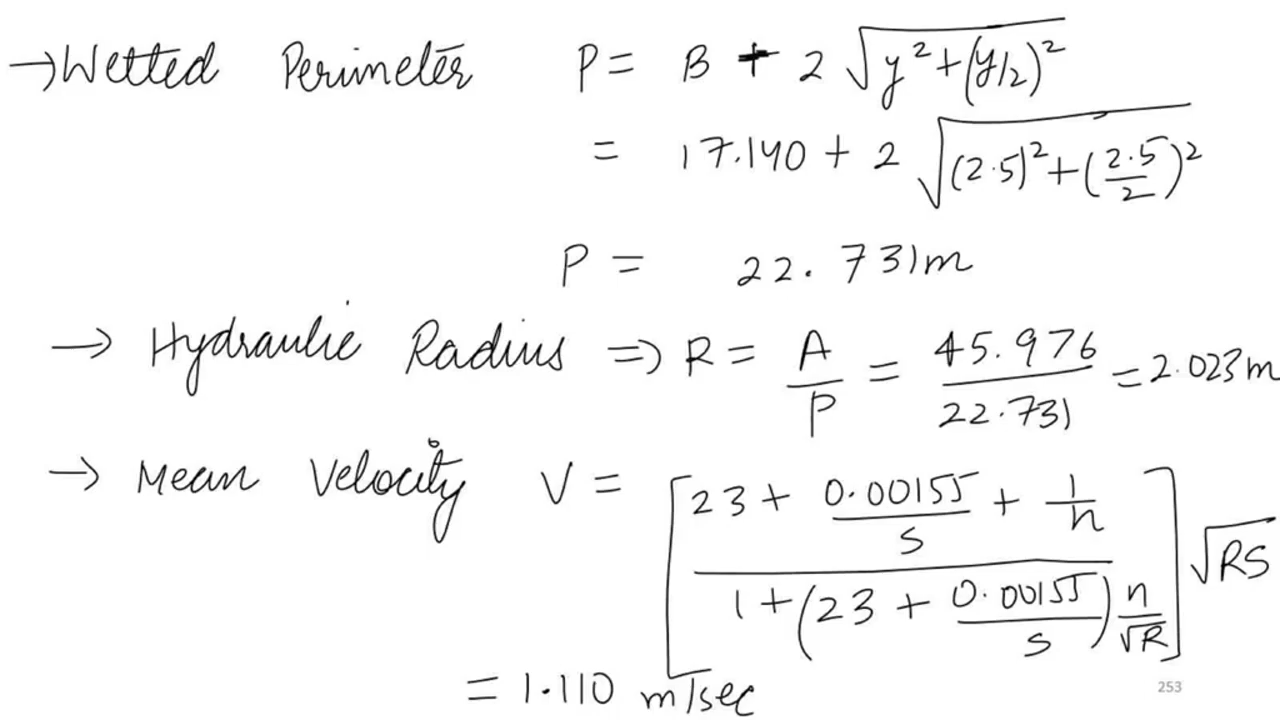 → Wetted Perimeter P = B + 2 √(y² + (y/2)²)
= 17.140 + 2 √((2.5)² + (2.5/2)²)
P = 22.731m
→ Hydraulic Radius ⇒ R = A/P = 45.976/22.731 = 2.023m
→ Mean Velocity V = [(23 + 0.00155/S + 1/n) / (1 + (23 + 0.00155/S) n/√R)] √RS
= 1.110 m/sec
253